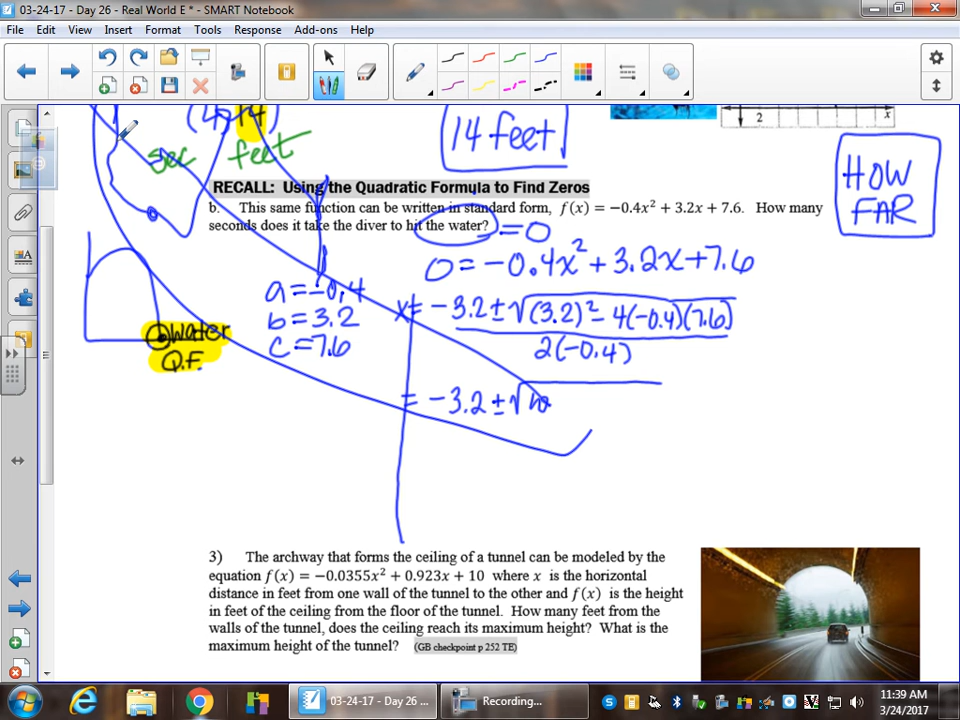 03-24-17 - Day 26 - Real World E * - SMART Notebook
File Edit View Insert Format Tools Response Add-ons Help
(4, 14)
sec feet
14 feet
2 x
HOW
FAR
RECALL: Using the Quadratic Formula to Find Zeros
b. This same function can be written in standard form, f(x) = −0.4x² + 3.2x + 7.6. How many
seconds does it take the diver to hit the water? = 0
0 = -0.4x² + 3.2x + 7.6
a = -0.4
b = 3.2
c = 7.6
x = -3.2 ± √(3.2)² - 4(-0.4)(7.6)
2(-0.4)
water
Q.F.
= -3.2 ± √
3) The archway that forms the ceiling of a tunnel can be modeled by the
equation f(x) = −0.0355x² + 0.923x + 10 where x is the horizontal
distance in feet from one wall of the tunnel to the other and f(x) is the height
in feet of the ceiling from the floor of the tunnel. How many feet from the
walls of the tunnel, does the ceiling reach its maximum height? What is the
maximum height of the tunnel? (GB checkpoint p 252 TE)
03-24-17 - Day 26 ...
Recording...
11:39 AM
3/24/2017